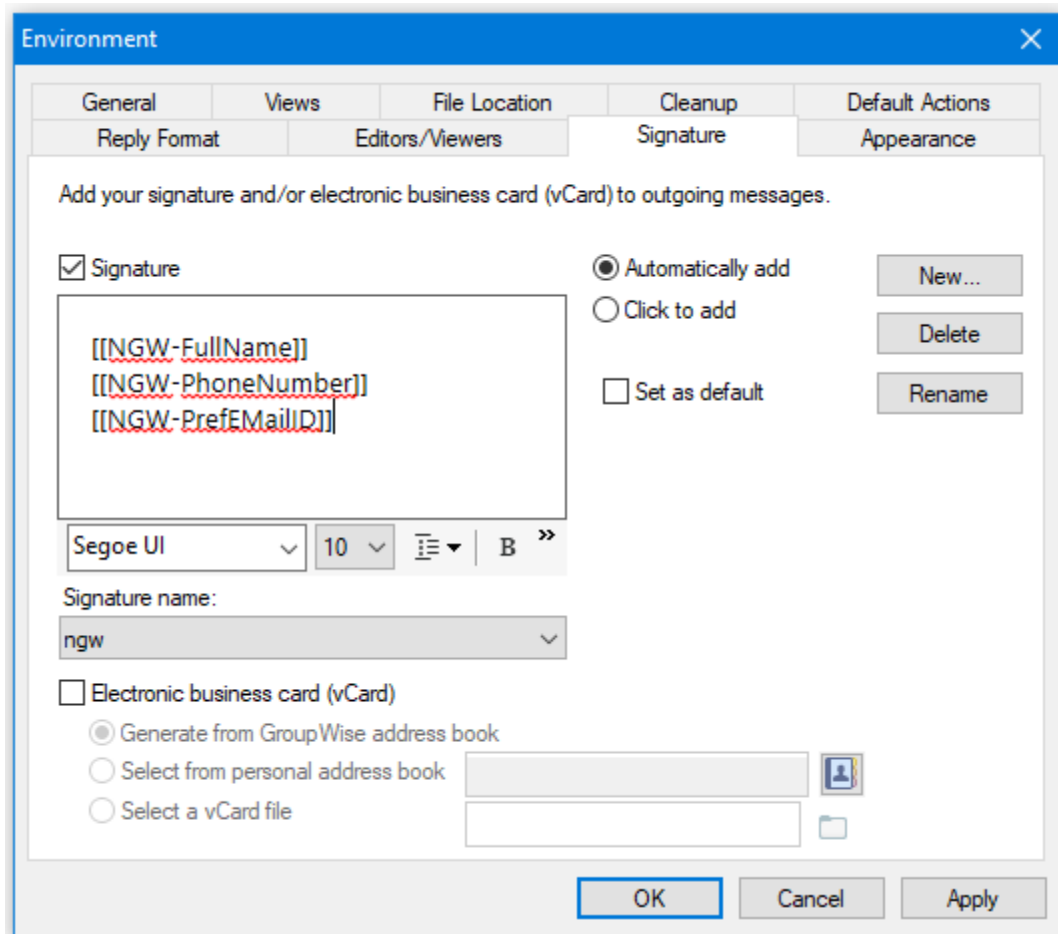 Environment
General Views File Location Cleanup Default Actions
Reply Format Editors/Viewers Signature Appearance
Add your signature and/or electronic business card (vCard) to outgoing messages.
Signature
Automatically add
New...
Click to add
Delete
[[NGW-FullName]]
[[NGW-PhoneNumber]]
[[NGW-PrefEMailID]]
Set as default
Rename
Segoe UI 10 B »
Signature name:
ngw
Electronic business card (vCard)
Generate from GroupWise address book
Select from personal address book
Select a vCard file
OK Cancel Apply